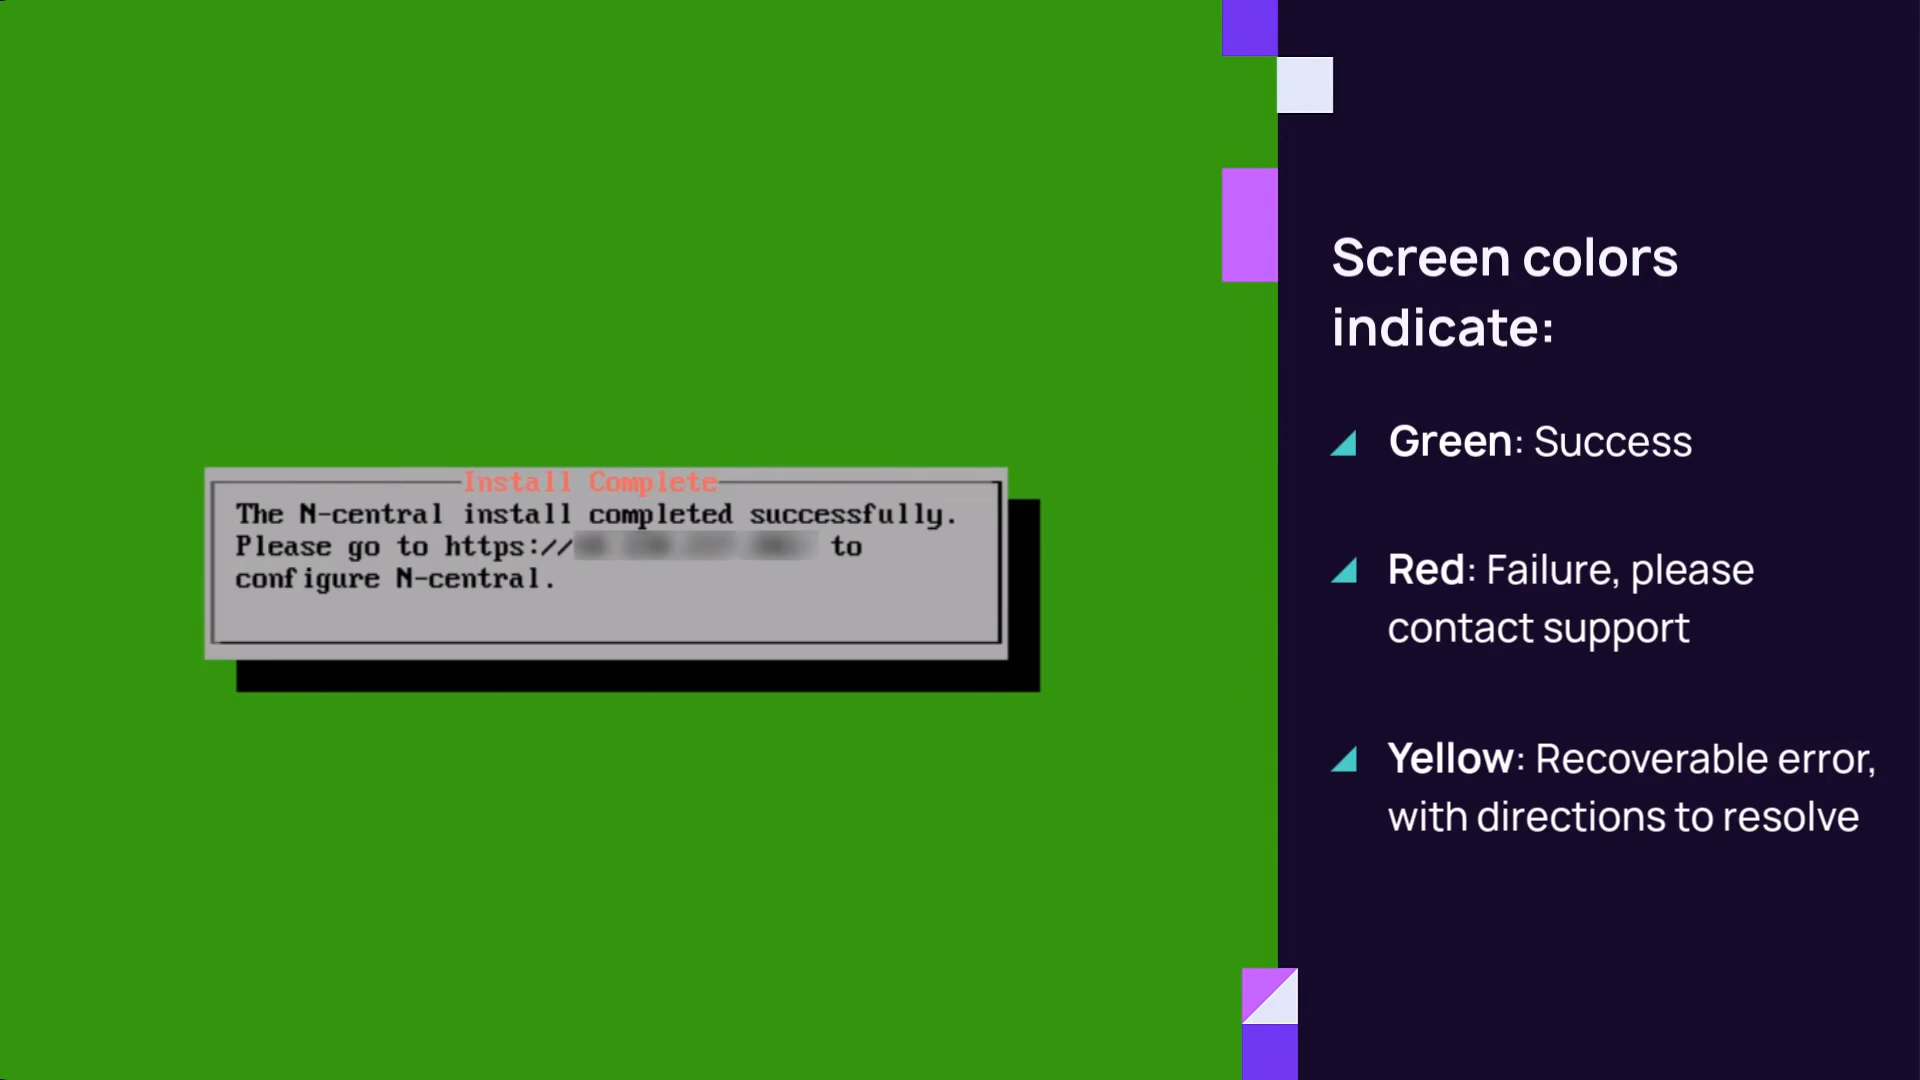 Install Complete
The N-central install completed successfully.
Please go to https:// to
configure N-central.
Screen colors
indicate:
Green: Success
Red: Failure, please
contact support
Yellow: Recoverable error,
with directions to resolve